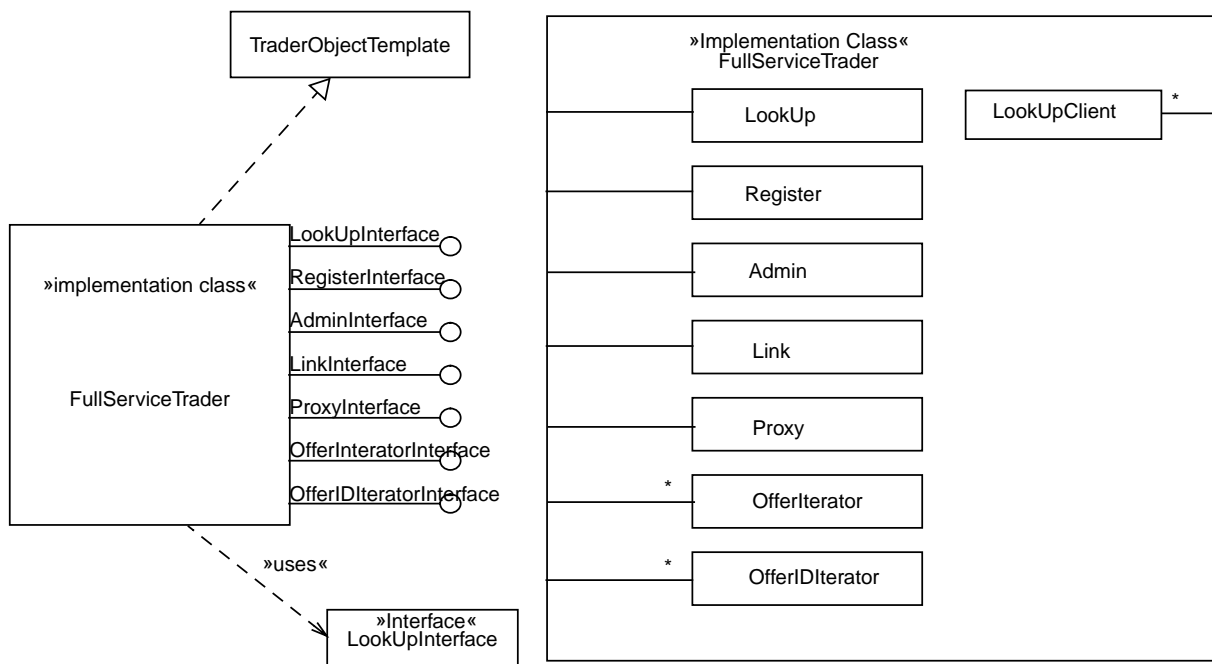 TraderObjectTemplate
»implementation class«
FullServiceTrader
LookUpInterface
RegisterInterface
AdminInterface
LinkInterface
ProxyInterface
OfferInteratorInterface
OfferIDIteratorInterface
»uses«
»Interface«
LookUpInterface
»Implementation Class«
FullServiceTrader
LookUp
LookUpClient
*
Register
Admin
Link
Proxy
*
OfferIterator
*
OfferIDIterator